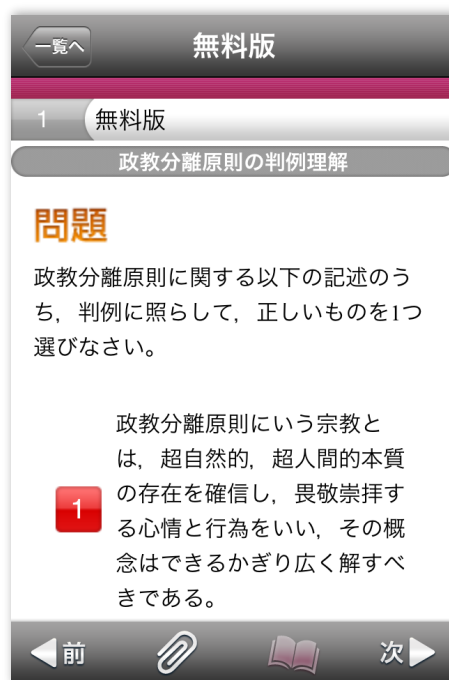 一覧へ
無料版
1
無料版
政教分離原則の判例理解
問題
政教分離原則に関する以下の記述のう
ち，判例に照らして，正しいものを1つ
選びなさい。
政教分離原則にいう宗教と
は，超自然的，超人間的本質
の存在を確信し，畏敬崇拝す
1
る心情と行為をいい，その概
念はできるかぎり広く解すべ
きである。
前
次